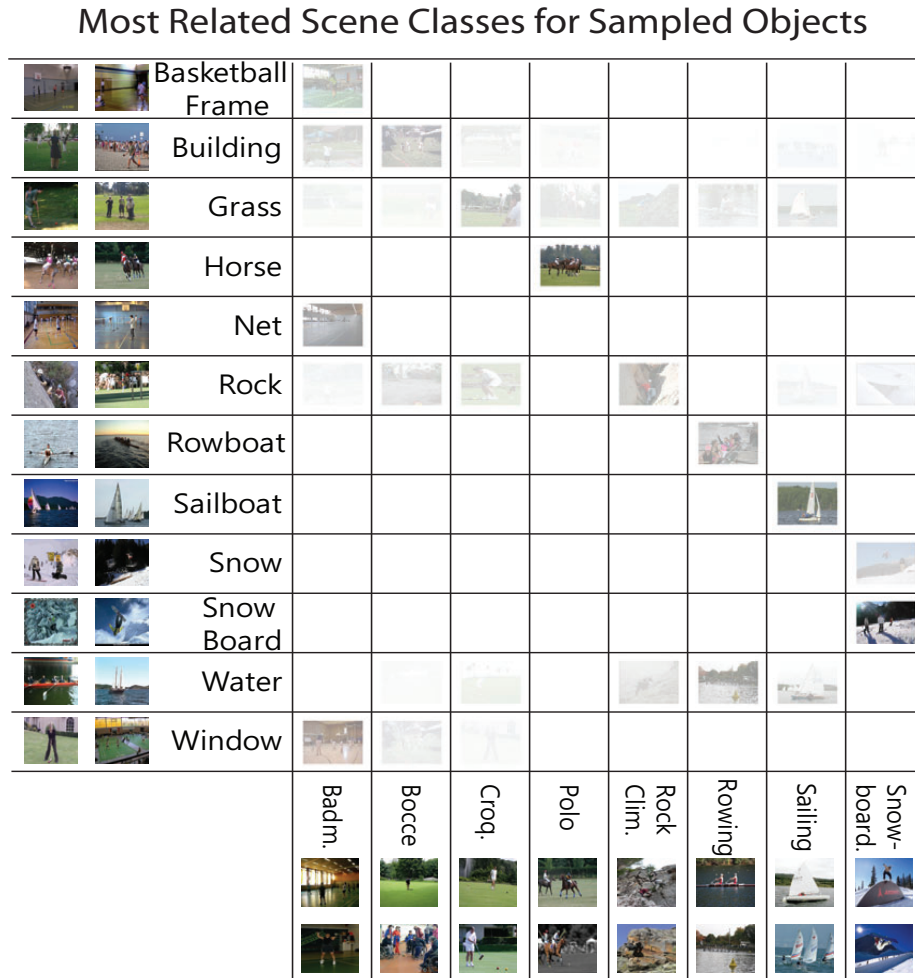 Most Related Scene Classes for Sampled Objects
Basketball
Frame
Building
Grass
Horse
Net
Rock
Rowboat
Sailboat
Snow
Snow
Board
Water
Window
Badm.
Bocce
Croq.
Polo
Rock
Clim.
Rowing
Sailing
Snow-
board.